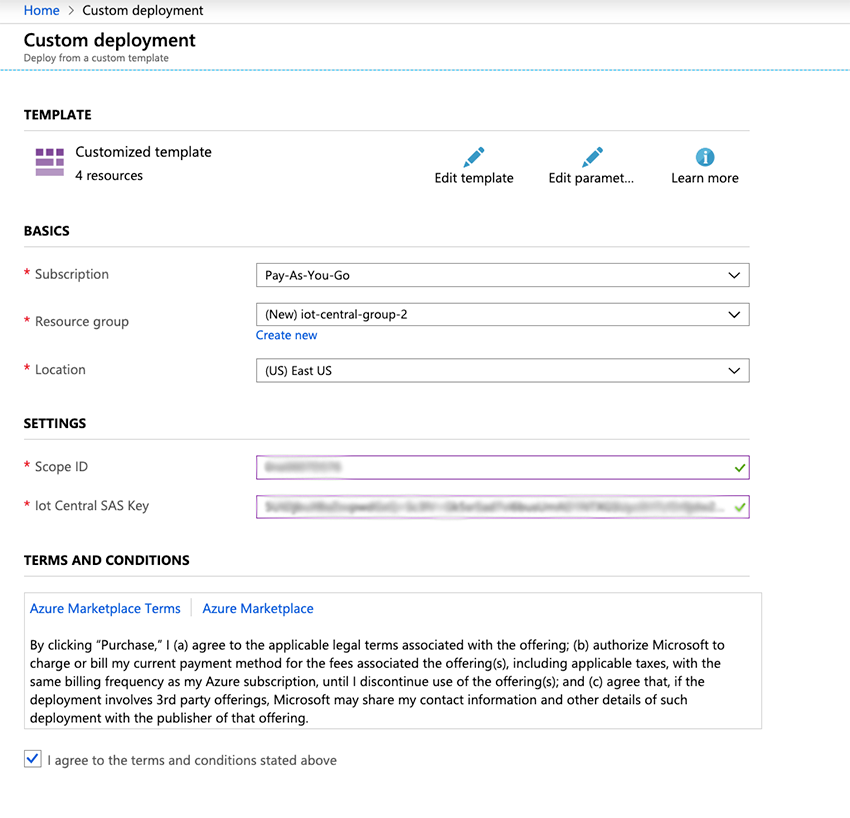 Home > Custom deployment
Custom deployment
Deploy from a custom template
TEMPLATE
Customized template
4 resources
Edit template
Edit paramet...
Learn more
BASICS
* Subscription
Pay-As-You-Go
* Resource group
(New) iot-central-group-2
Create new
* Location
(US) East US
SETTINGS
* Scope ID
* Iot Central SAS Key
TERMS AND CONDITIONS
Azure Marketplace Terms
Azure Marketplace
By clicking “Purchase,” I (a) agree to the applicable legal terms associated with the offering; (b) authorize Microsoft to
charge or bill my current payment method for the fees associated the offering(s), including applicable taxes, with the
same billing frequency as my Azure subscription, until I discontinue use of the offering(s); and (c) agree that, if the
deployment involves 3rd party offerings, Microsoft may share my contact information and other details of such
deployment with the publisher of that offering.
I agree to the terms and conditions stated above